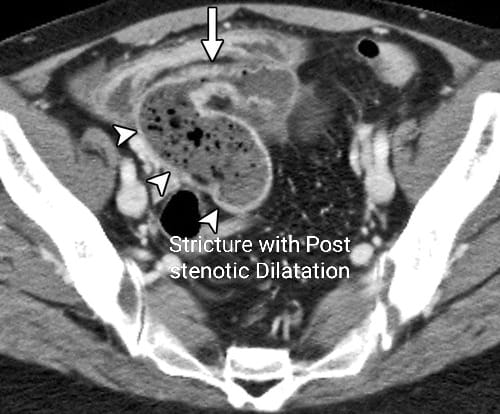 Stricture with Post
stenotic Dilatation